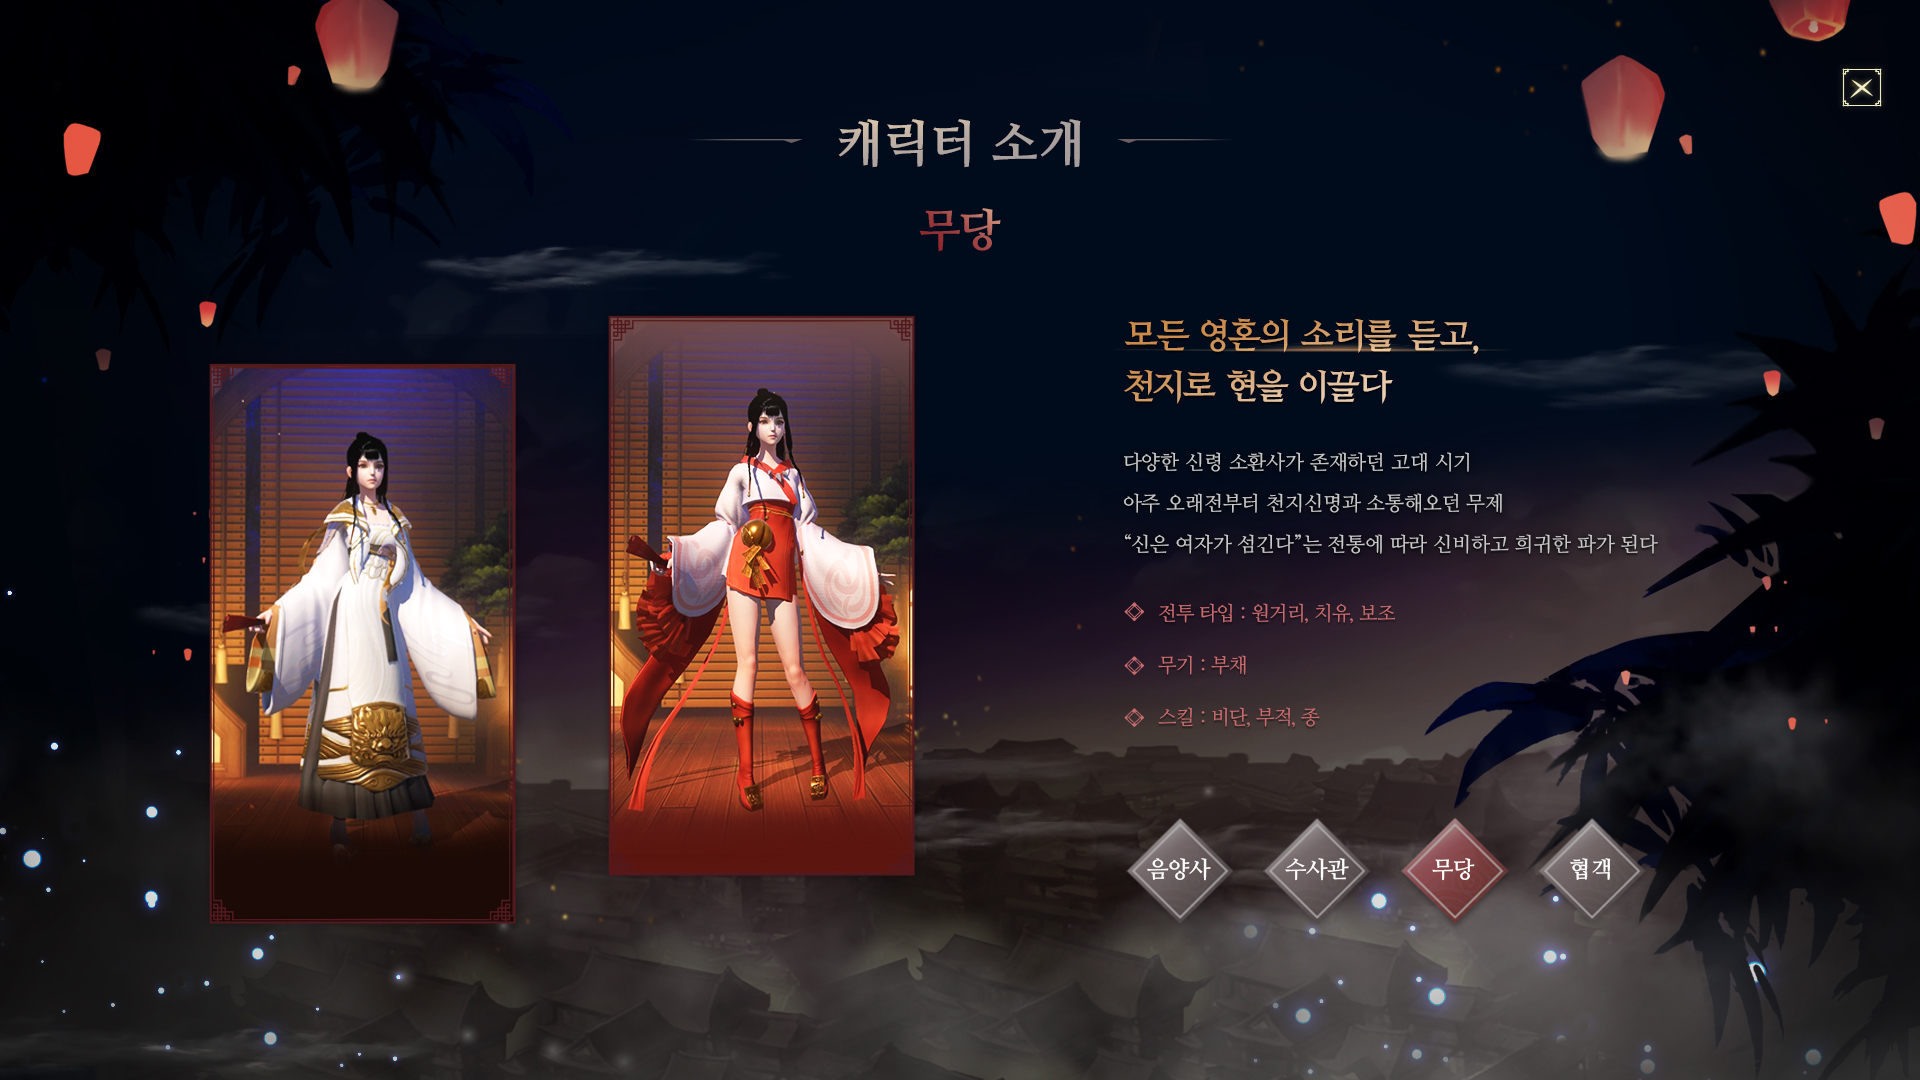 캐릭터 소개
무당
모든 영혼의 소리를 듣고,
천지로 현을 이끌다
다양한 신령 소환사가 존재하던 고대 시기
아주 오래전부터 천지신명과 소통해오던 무제
“신은 여자가 섬긴다”는 전통에 따라 신비하고 희귀한 파가 된다
전투 타입 : 원거리, 치유, 보조
무기 : 부채
스킬 : 비단, 부적, 종
음양사
수사관
무당
협객